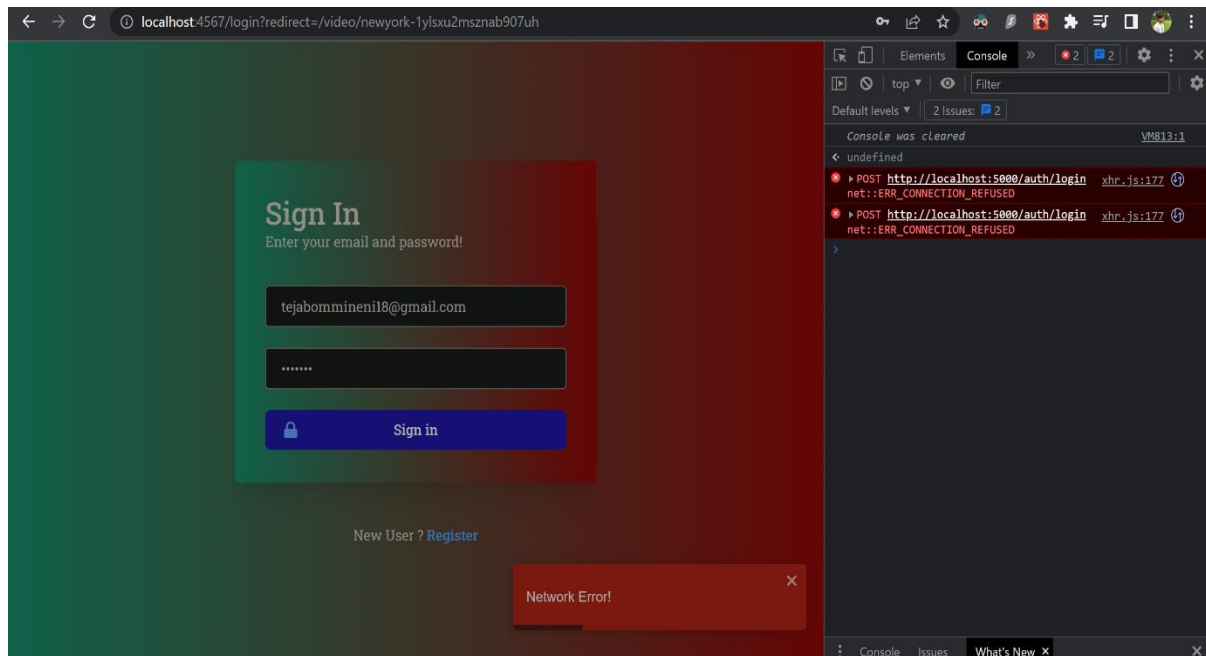 localhost:4567/login?redirect=/video/newyork-1ylsxu2msznab907uh
Elements Console » 2 2
top ▼ Filter
Default levels ▼ 2 Issues: 2
Console was cleared VM813:1
undefined
POST http://localhost:5000/auth/login xhr.js:177
net::ERR_CONNECTION_REFUSED
POST http://localhost:5000/auth/login xhr.js:177
net::ERR_CONNECTION_REFUSED
Sign In
Enter your email and password!
tejabommineni18@gmail.com
•••••••
Sign in
New User ? Register
Network Error!
Console Issues What's New ×